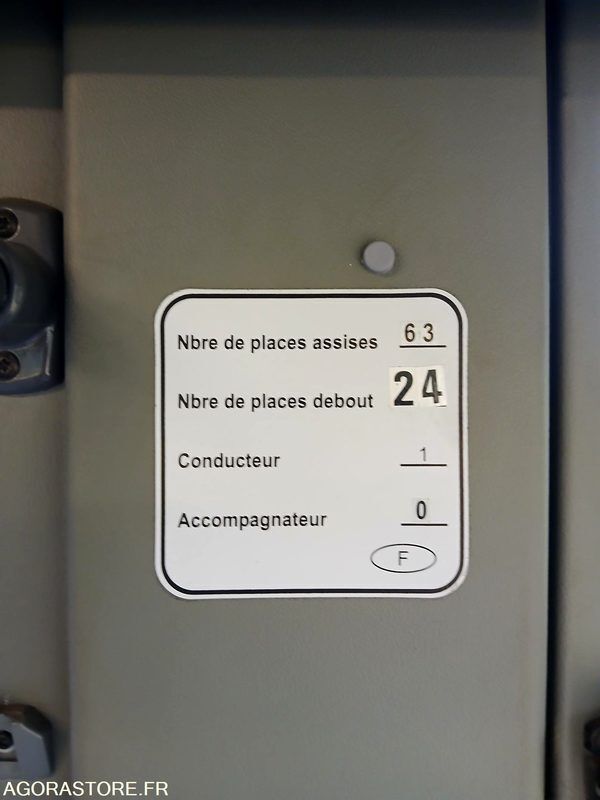 Nbre de places assises 63
Nbre de places debout 24
Conducteur 1
Accompagnateur 0
F
AGORASTORE.FR